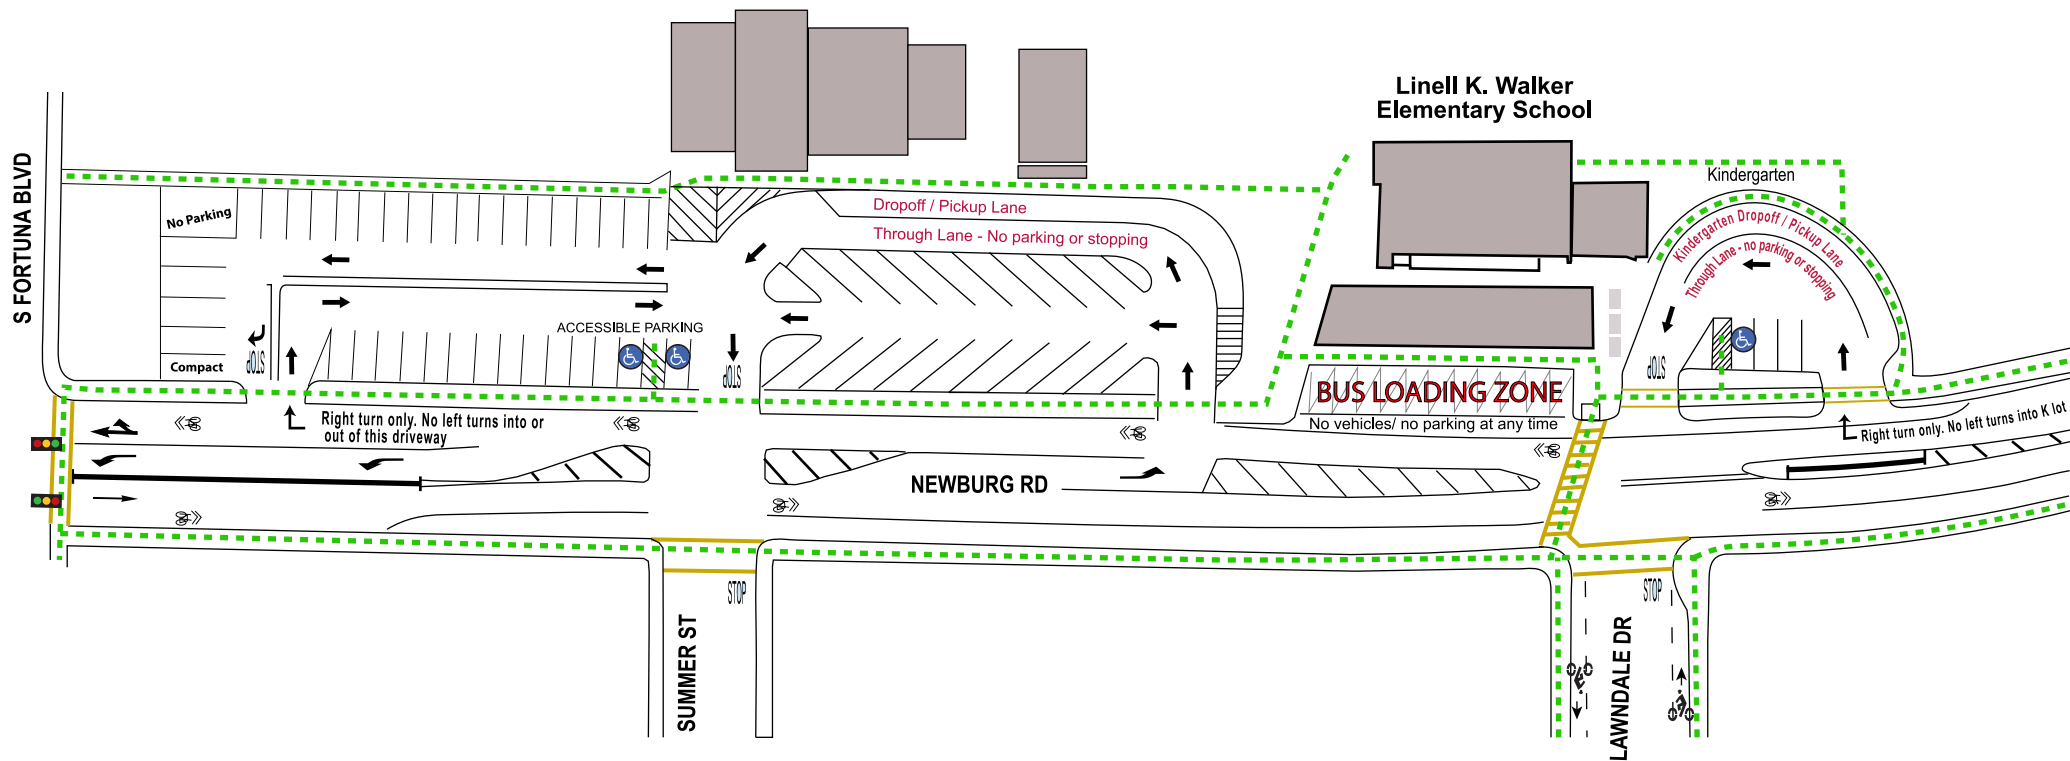 Linell K. Walker
Elementary School
S FORTUNA BLVD
No Parking
Compact
STOP
ACCESSIBLE PARKING
STOP
Dropoff / Pickup Lane
Through Lane - No parking or stopping
Kindergarten
Kindergarten Dropoff / Pickup Lane
Through Lane - no parking or stopping
STOP
BUS LOADING ZONE
No vehicles/ no parking at any time
Right turn only. No left turns into or
out of this driveway
Right turn only. No left turns into K lot
NEWBURG RD
STOP
SUMMER ST
STOP
LAWNDALE DR